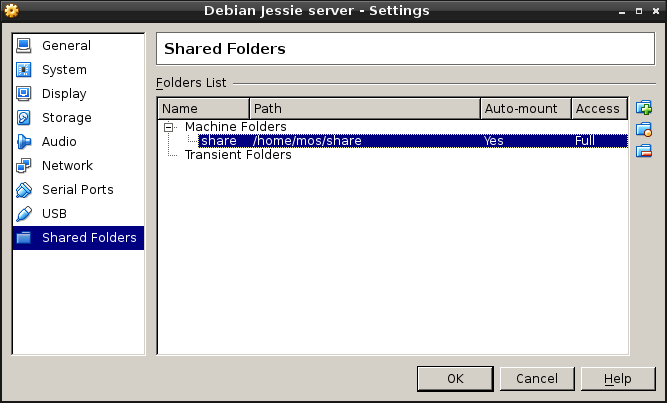 Debian Jessie server - Settings
General
System
Display
Storage
Audio
Network
Serial Ports
USB
Shared Folders
Shared Folders
Folders List
Name Path Auto-mount Access
Machine Folders
share /home/mos/share Yes Full
Transient Folders
OK Cancel Help